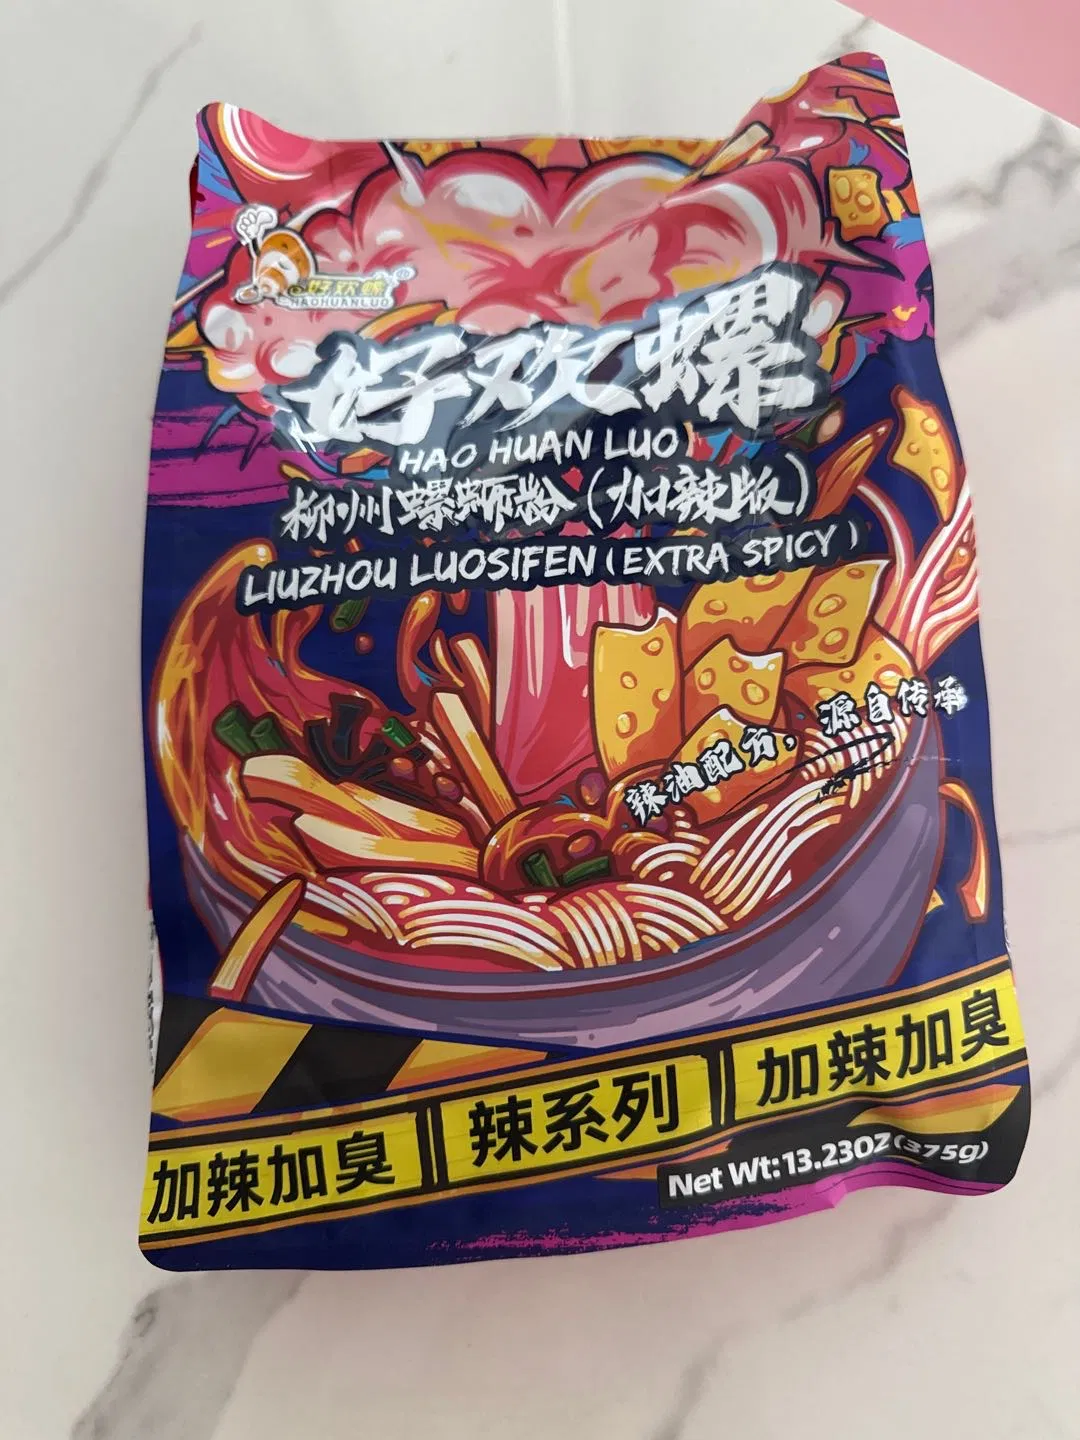 好欢螺®
HAOHUANLUO
好欢螺
HAO HUAN LUO
柳州螺蛳粉(加辣版)
LIUZHOU LUOSIFEN (EXTRA SPICY)
辣油配方,源自传承
加辣加臭 辣系列 加辣加臭
Net Wt:13.23OZ(375g)